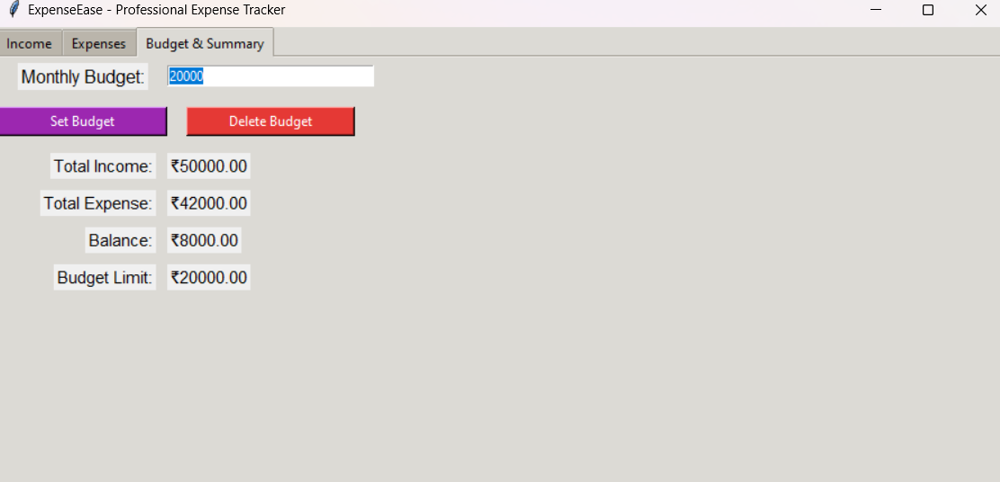 ExpenseEase - Professional Expense Tracker
Income Expenses Budget & Summary
Monthly Budget: 20000
Set Budget Delete Budget
Total Income: ₹50000.00
Total Expense: ₹42000.00
Balance: ₹8000.00
Budget Limit: ₹20000.00